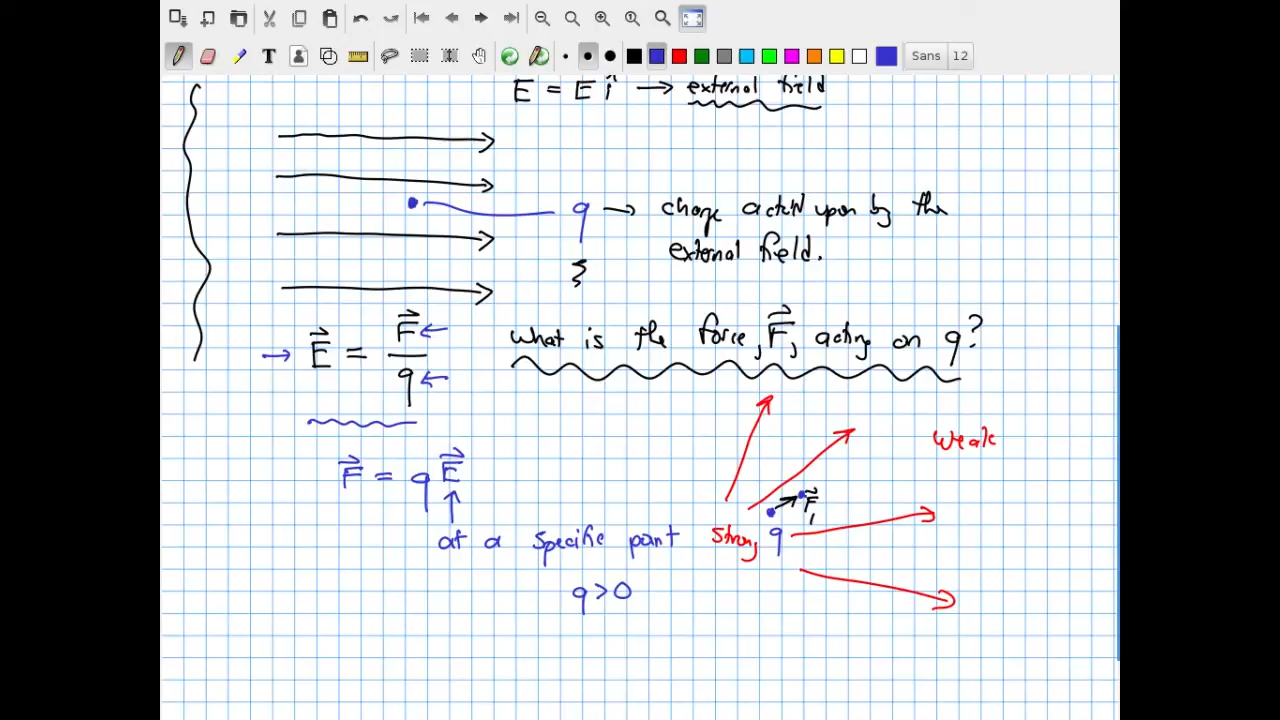 Sans 12
E = E î → external field
q → charge acted upon by the
external field.
E⃗ = F⃗ / q
What is the force, F⃗, acting on q?
Weak
F⃗ = q E⃗
F⃗₁
at a specific point
Strong q
q > 0